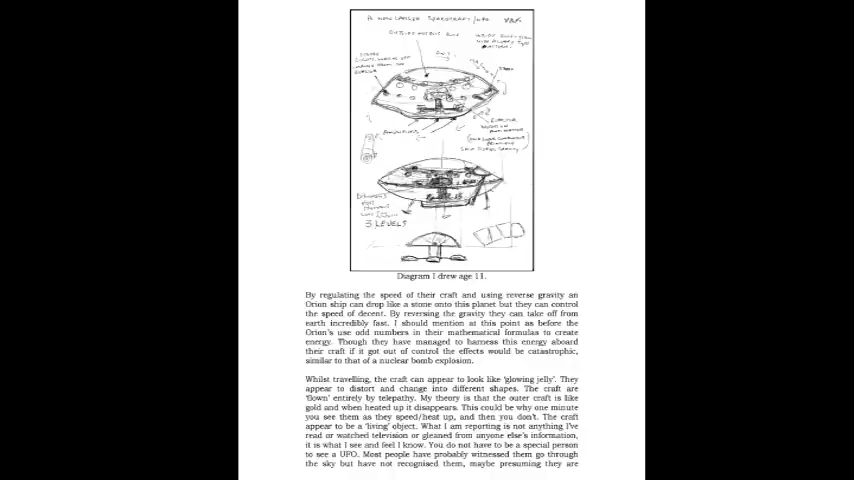 3 LEVELS
Diagram I drew age 11.
By regulating the speed of their craft and using reverse gravity an
Orion ship can drop like a stone onto this planet but they can control
the speed of decent. By reversing the gravity they can take off from
earth incredibly fast. I should mention at this point as before the
Orion's use odd numbers in their mathematical formulas to create
energy. Though they have managed to harness this energy aboard
their craft if it got out of control the effects would be catastrophic,
similar to that of a nuclear bomb explosion.
Whilst travelling, the craft can appear to look like 'glowing jelly'. They
appear to distort and change into different shapes. The craft are
'flown' entirely by telepathy. My theory is that the outer craft is like
gold and when heated up it disappears. This could be why one minute
you see them as they speed/heat up, and then you don't. The craft
appear to be a 'living' object. What I am reporting is not anything I've
read or watched television or gleaned from anyone else's information,
it is what I see and feel I know. You do not have to be a special person
to see a UFO. Most people have probably witnessed them go through
the sky but have not recognised them, maybe presuming they are